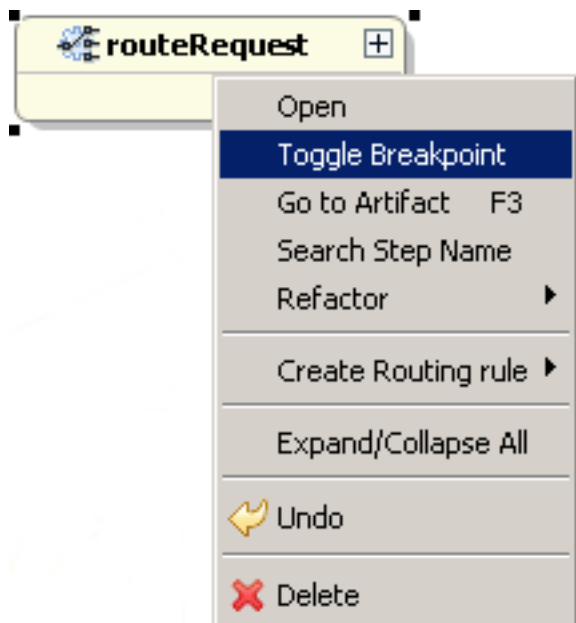 routeRequest
Open
Toggle Breakpoint
Go to Artifact F3
Search Step Name
Refactor
Create Routing rule
Expand/Collapse All
Undo
Delete